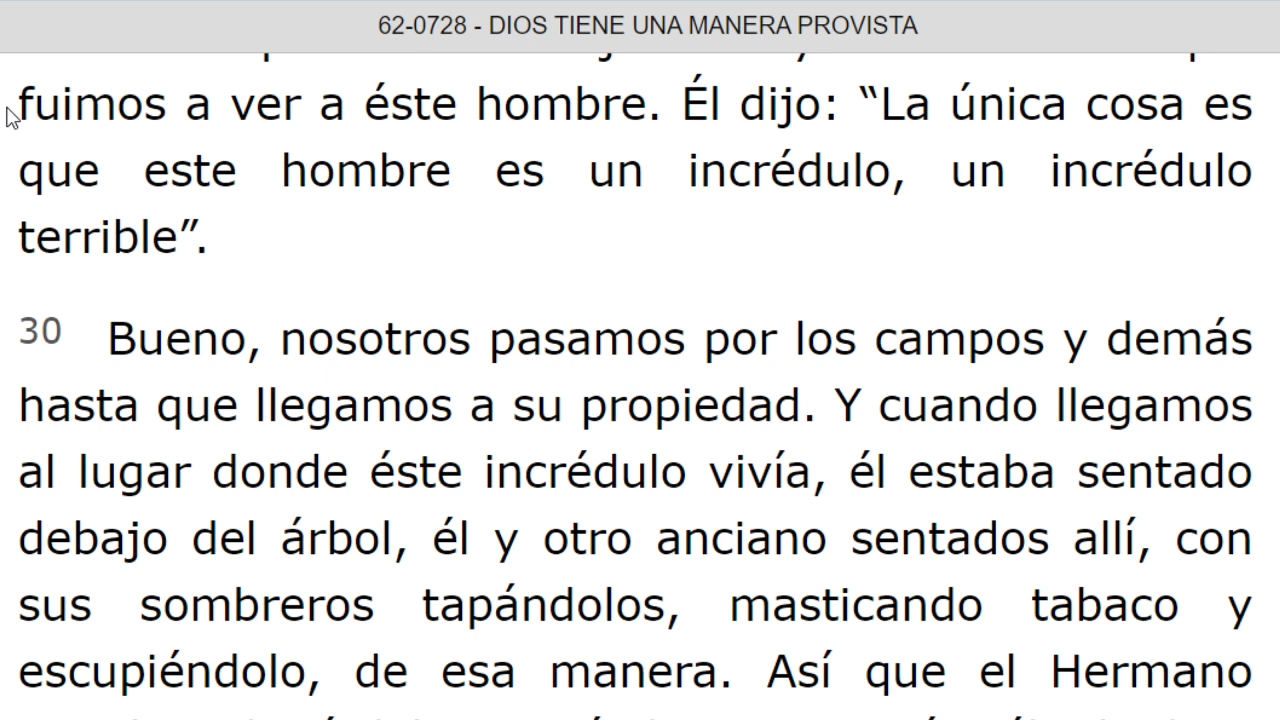 62-0728 - DIOS TIENE UNA MANERA PROVISTA
fuimos a ver a éste hombre. Él dijo: “La única cosa es
que este hombre es un incrédulo, un incrédulo
terrible”.
30 Bueno, nosotros pasamos por los campos y demás
hasta que llegamos a su propiedad. Y cuando llegamos
al lugar donde éste incrédulo vivía, él estaba sentado
debajo del árbol, él y otro anciano sentados allí, con
sus sombreros tapándolos, masticando tabaco y
escupiéndolo, de esa manera. Así que el Hermano